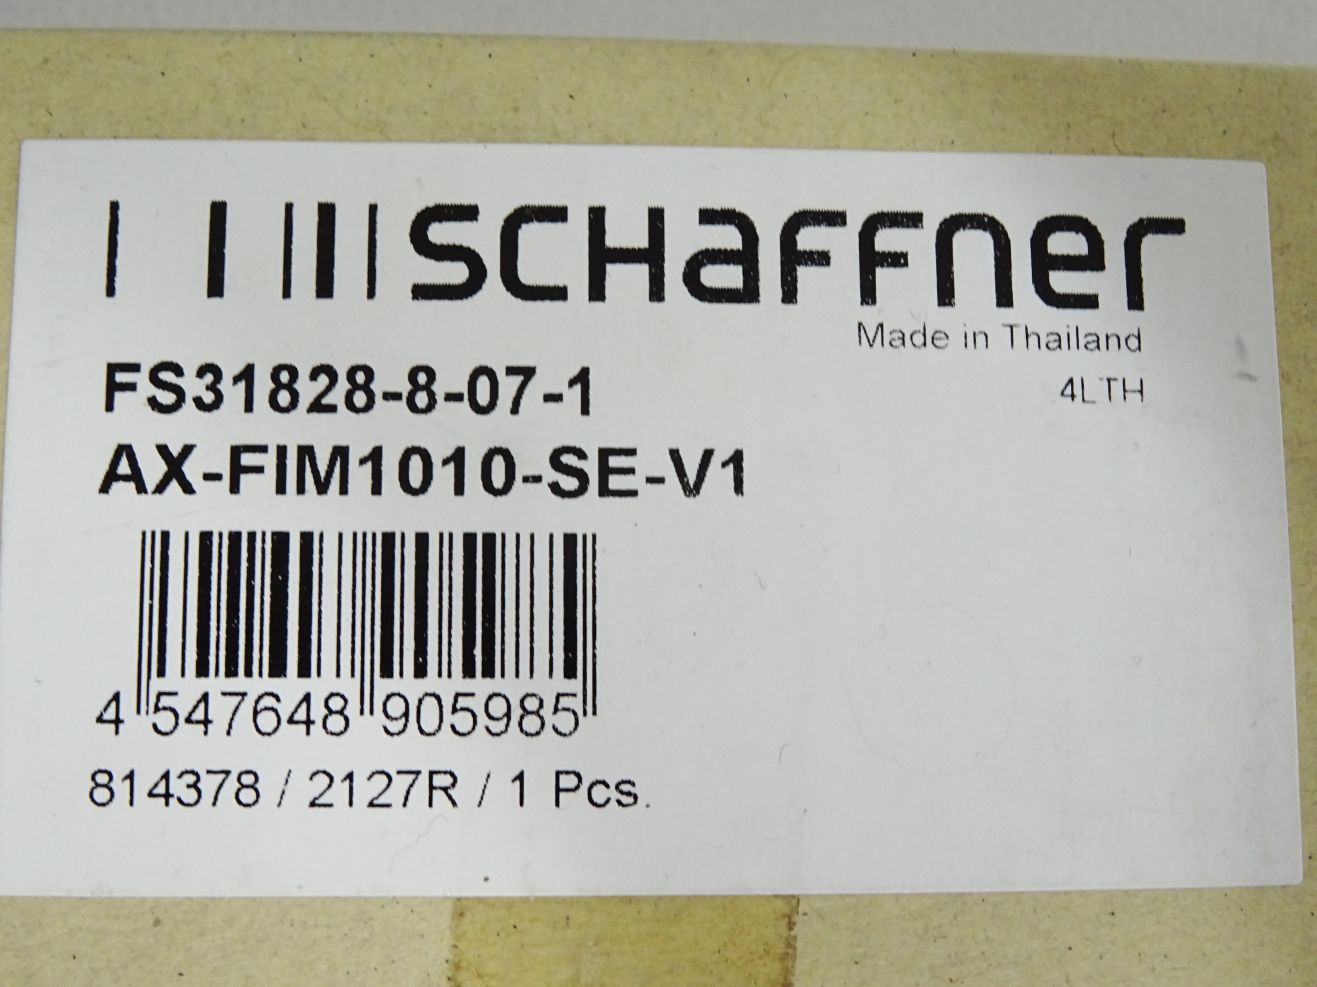 SCHAFFNER
Made in Thailand
4LTH
FS31828-8-07-1
AX-FIM1010-SE-V1
4 547648 905985
814378 / 2127R / 1 Pcs.